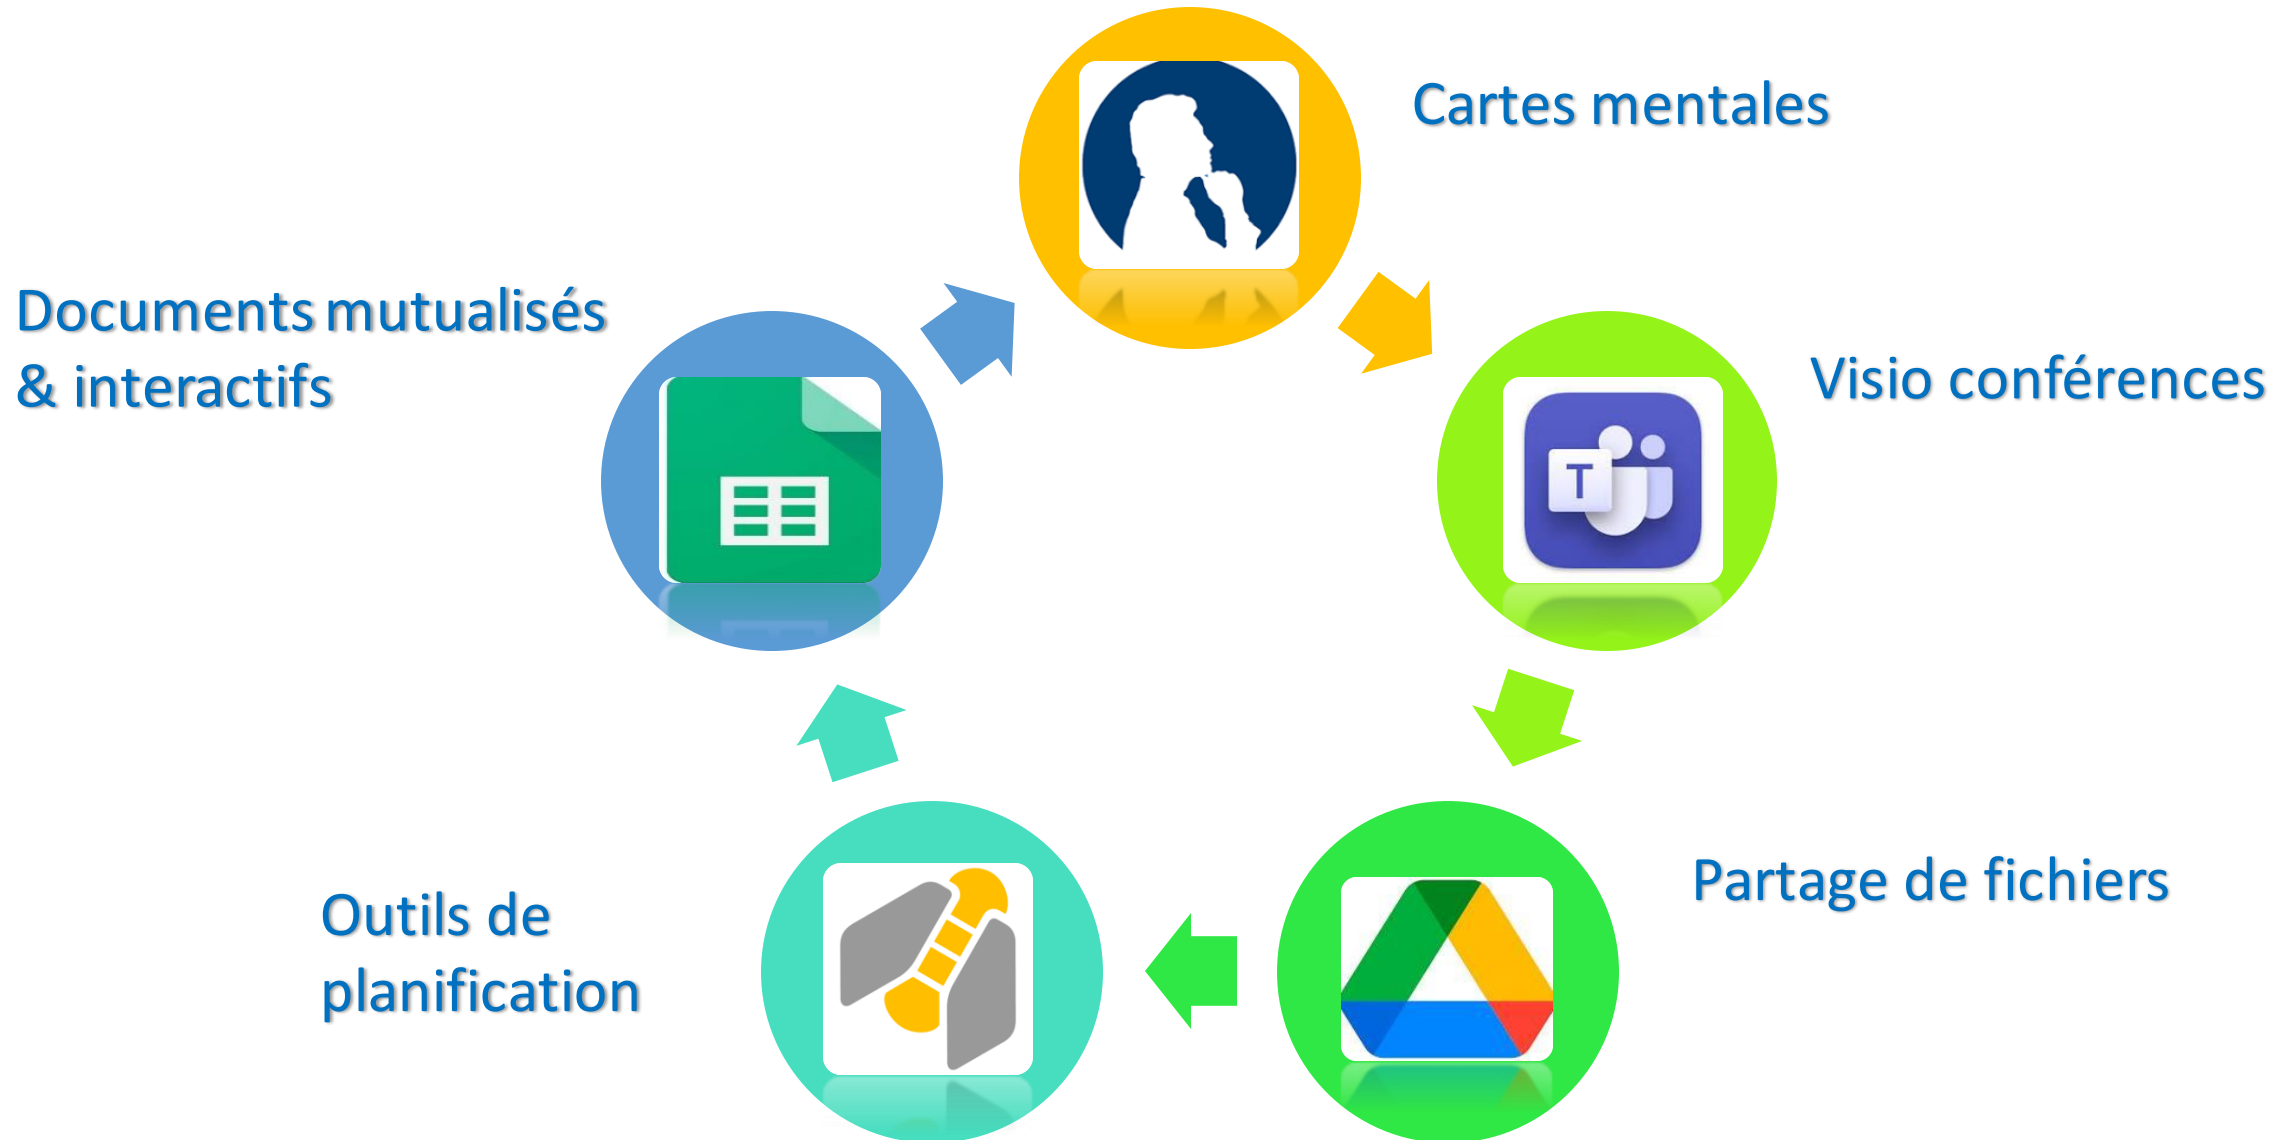 Cartes mentales
Documents mutualisés
& interactifs
Visio conférences
T
Partage de fichiers
Outils de
planification